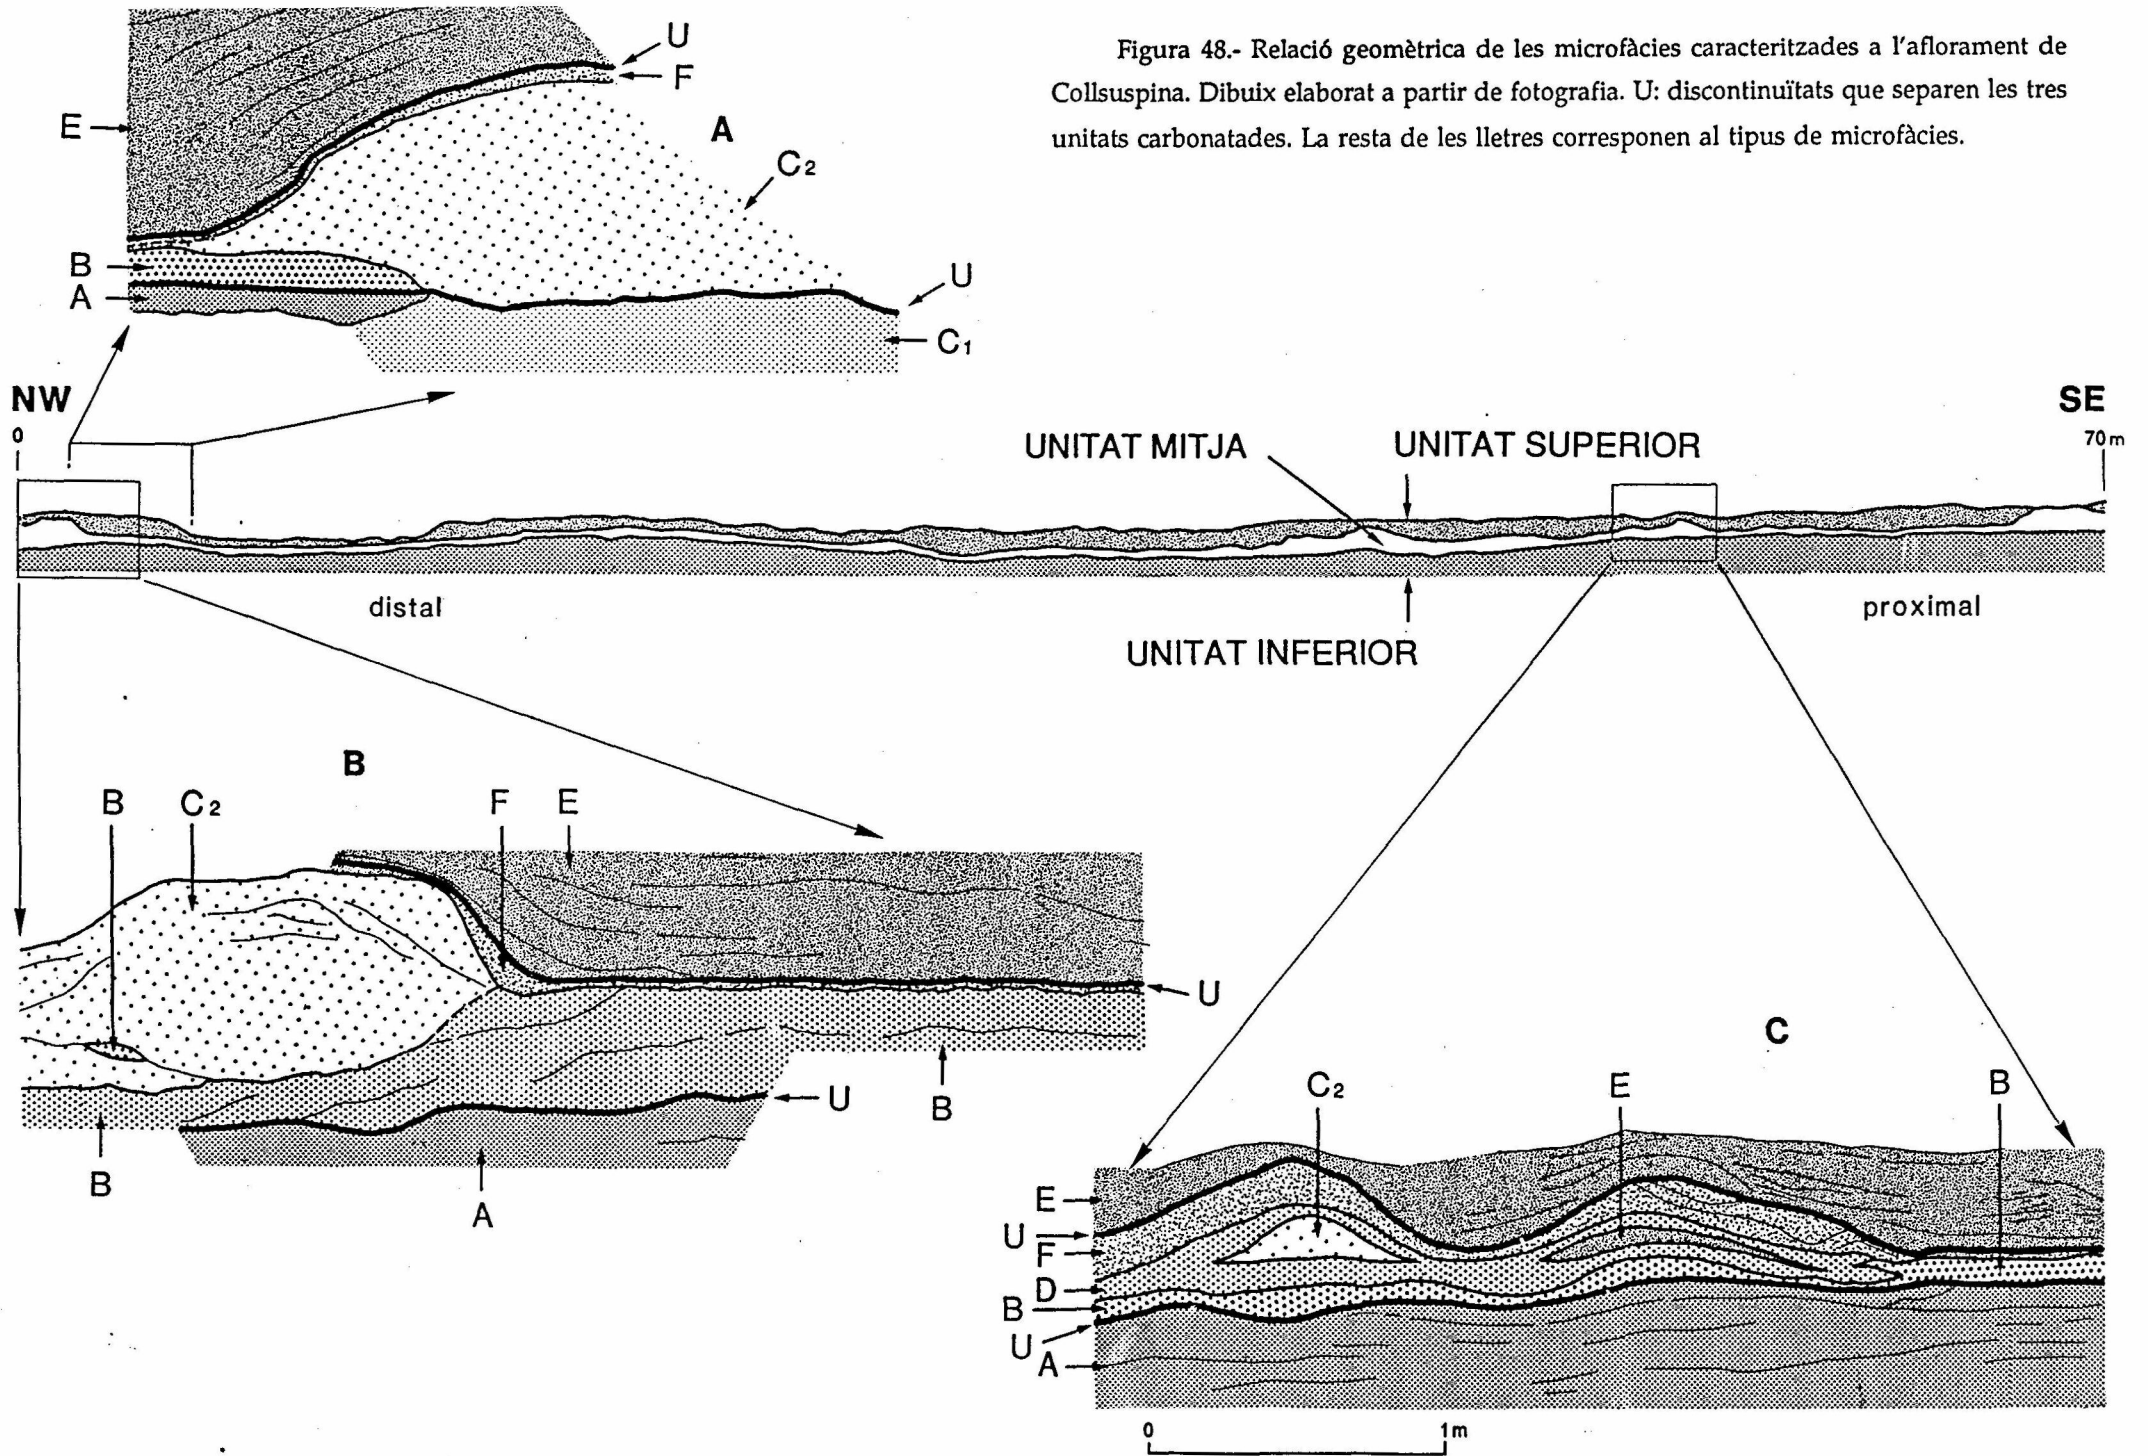 Figura 48.- Relació geomètrica de les microfàcies caracteritzades a l'aflorament de
Collsuspina. Dibuix elaborat a partir de fotografia. U: discontinuïtats que separen les tres
unitats carbonatades. La resta de les lletres corresponen al tipus de microfàcies.
U
F
E
A
C2
B
A
U
C1
NW
SE
0
70m
UNITAT MITJA
UNITAT SUPERIOR
distal
proximal
UNITAT INFERIOR
B
B
C2
F
E
U
U
B
B
A
C
C2
E
B
E
U
F
D
B
U
A
0
1m